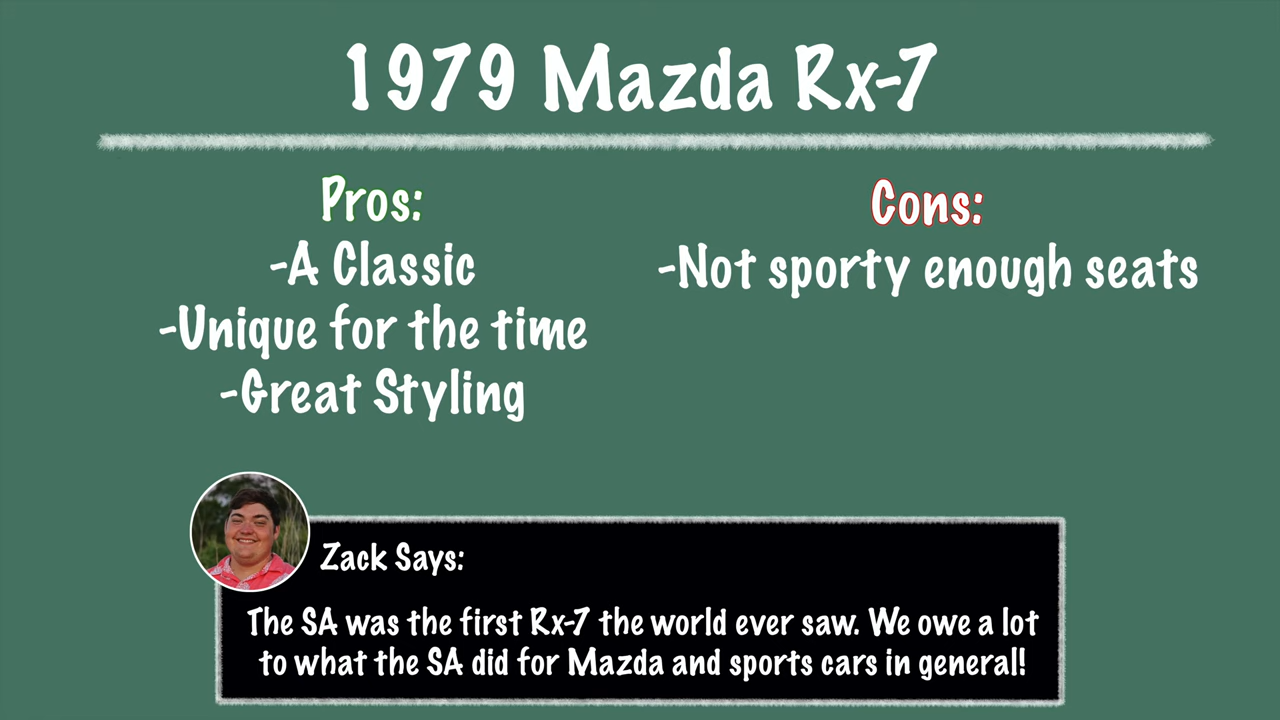 1979 Mazda Rx-7
Pros:
-A Classic
-Unique for the time
-Great Styling
Cons:
-Not sporty enough seats
Zack Says:
The SA was the first Rx-7 the world ever saw. We owe a lot
to what the SA did for Mazda and sports cars in general!